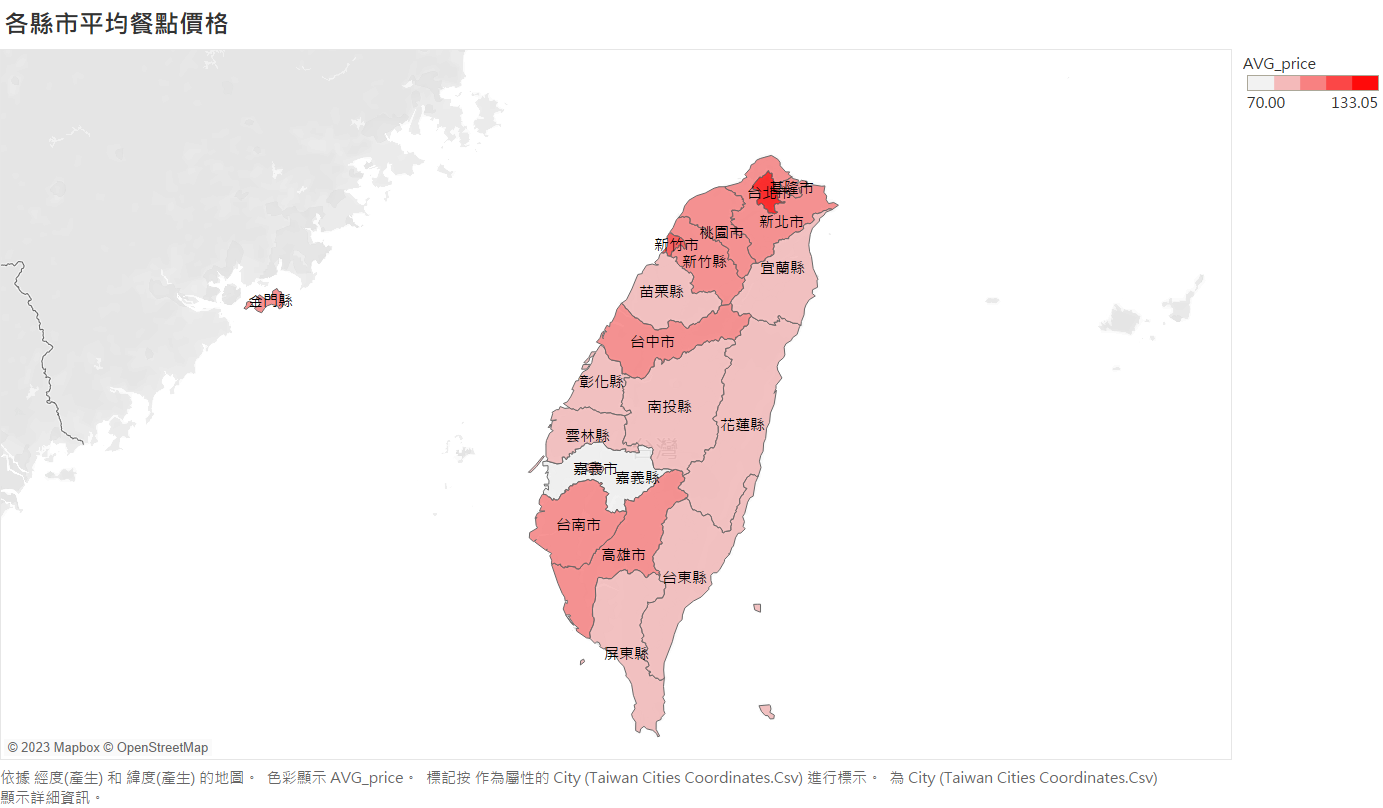 各縣市平均餐點價格
AVG_price
70.00 133.05
基隆市
台北市
新北市
桃園市
新竹市
新竹縣
宜蘭縣
苗栗縣
金門縣
台中市
彰化縣
南投縣
花蓮縣
雲林縣
台灣
嘉義市
嘉義縣
台南市
高雄市
台東縣
屏東縣
© 2023 Mapbox © OpenStreetMap
依據 經度(產生) 和 緯度(產生) 的地圖。 色彩顯示 AVG_price。 標記按 作為屬性的 City (Taiwan Cities Coordinates.Csv) 進行標示。 為 City (Taiwan Cities Coordinates.Csv)
顯示詳細資訊。